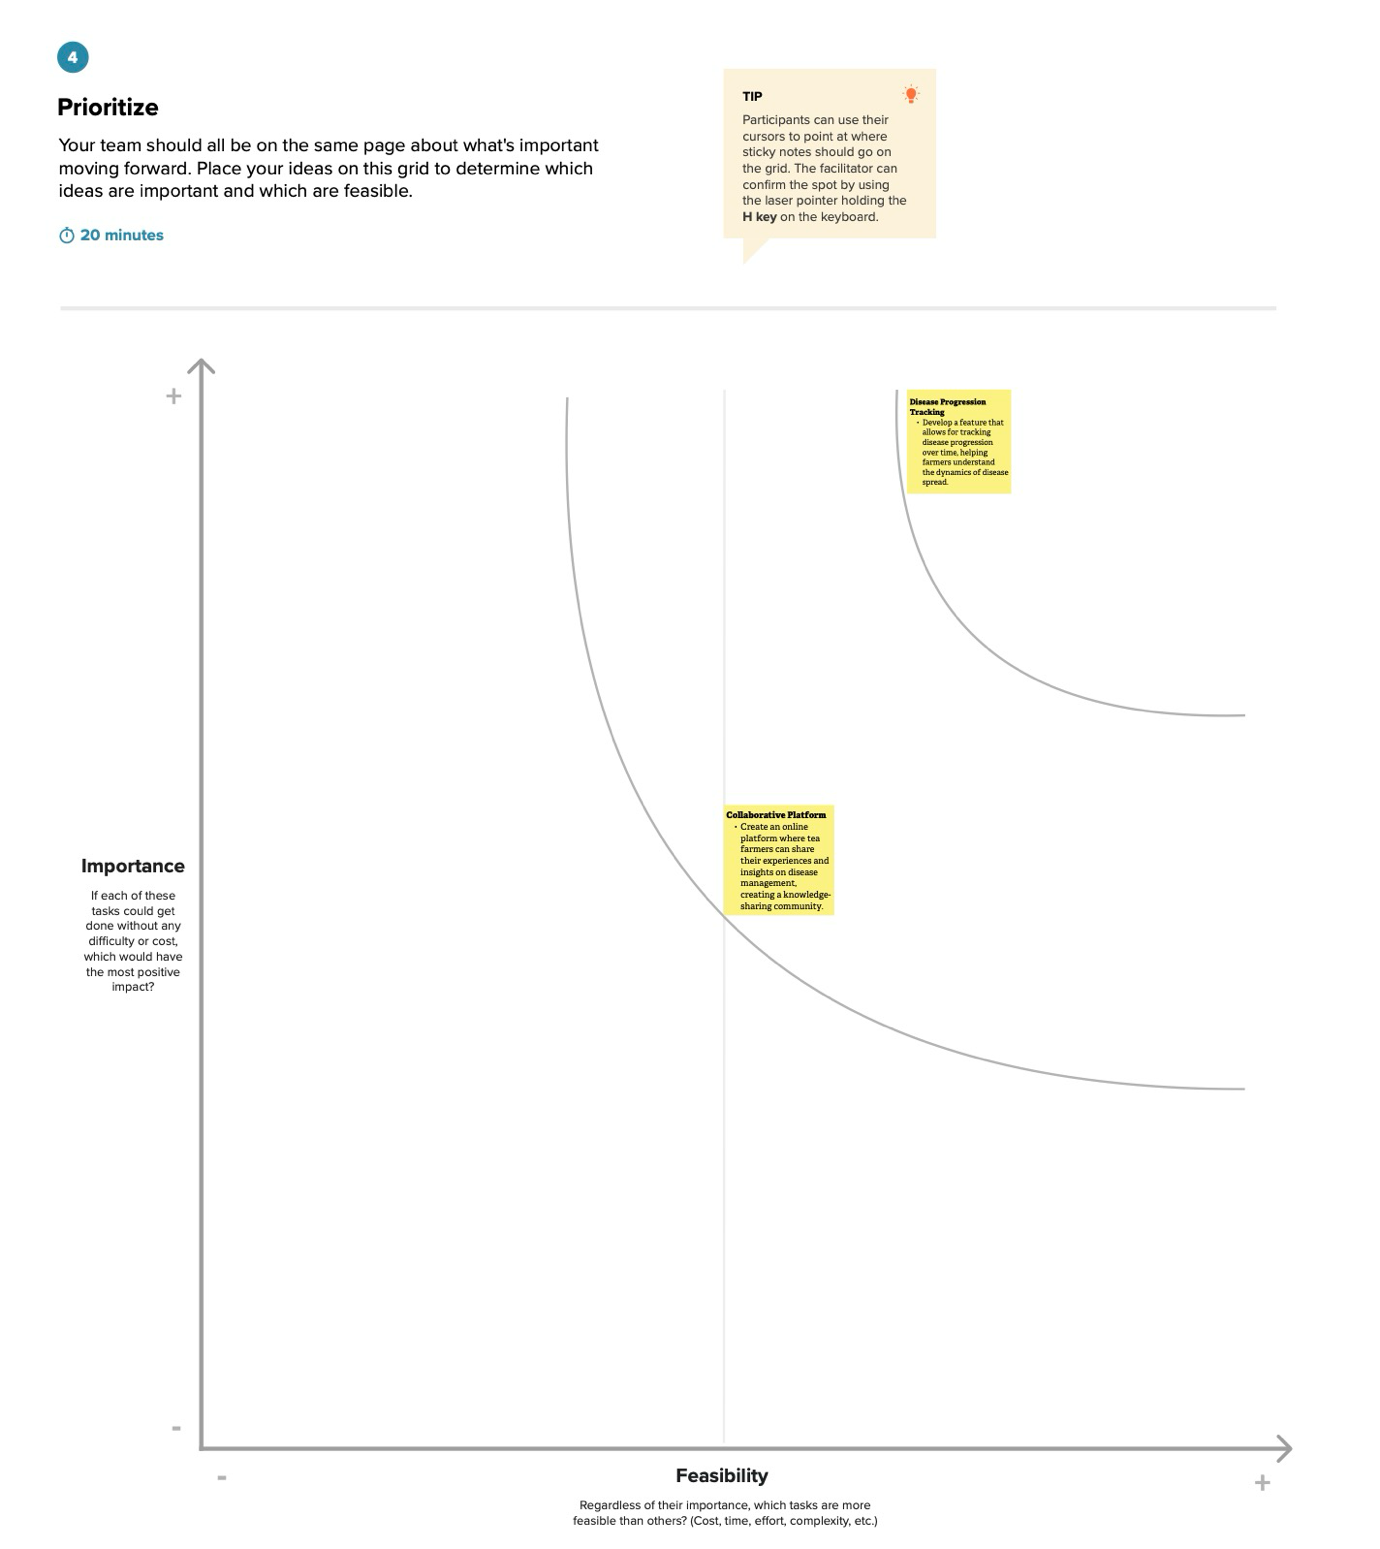 4
Prioritize
Your team should all be on the same page about what's important
moving forward. Place your ideas on this grid to determine which
ideas are important and which are feasible.
20 minutes
TIP
Participants can use their
cursors to point at where
sticky notes should go on
the grid. The facilitator can
confirm the spot by using
the laser pointer holding the
H key on the keyboard.
+
Disease Progression
Tracking
• Develop a feature that
allows for tracking
disease progression
over time, helping
farmers understand
the dynamics of disease
spread.
Collaborative Platform
• Create an online
platform where tea
farmers can share
their experiences and
insights on disease
management,
creating a knowledge-
sharing community.
Importance
If each of these
tasks could get
done without any
difficulty or cost,
which would have
the most positive
impact?
-
-
Feasibility
+
Regardless of their importance, which tasks are more
feasible than others? (Cost, time, effort, complexity, etc.)